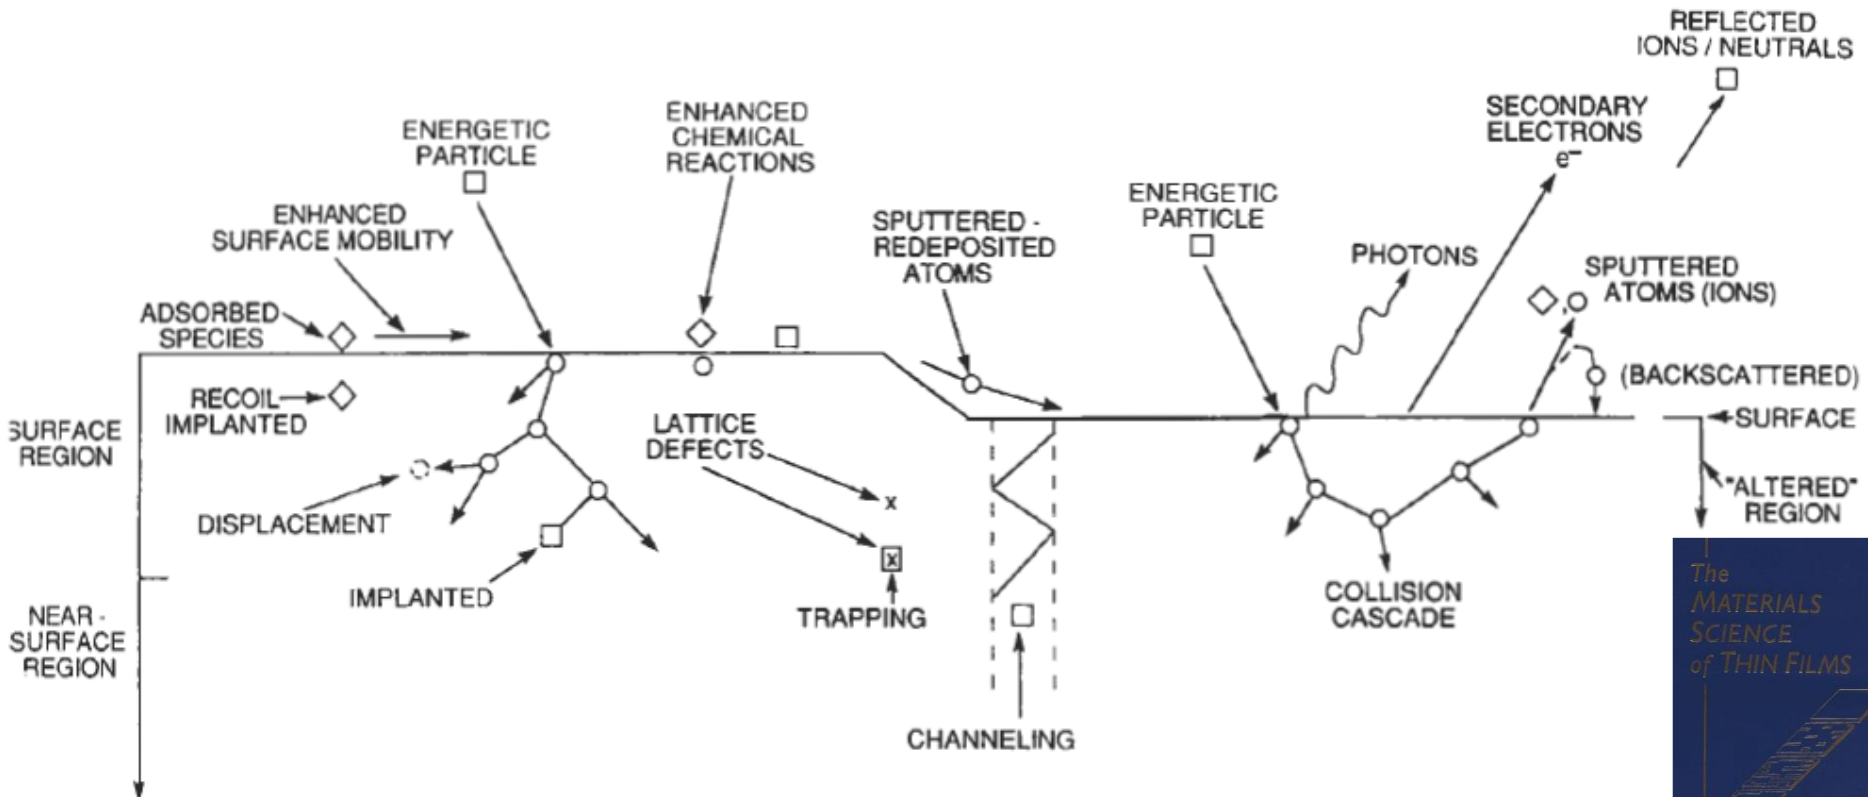 REFLECTED
IONS / NEUTRALS
SECONDARY
ELECTRONS
e−
ENHANCED
CHEMICAL
REACTIONS
ENERGETIC
PARTICLE
ENHANCED
SURFACE MOBILITY
ADSORBED
SPECIES
SPUTTERED -
REDEPOSITED
ATOMS
ENERGETIC
PARTICLE
PHOTONS
SPUTTERED
ATOMS (IONS)
(BACKSCATTERED)
SURFACE
"ALTERED"
REGION
RECOIL
IMPLANTED
SURFACE
REGION
LATTICE
DEFECTS
x
x
DISPLACEMENT
IMPLANTED
TRAPPING
COLLISION
CASCADE
NEAR -
SURFACE
REGION
CHANNELING
The
MATERIALS
SCIENCE
of THIN FILMS